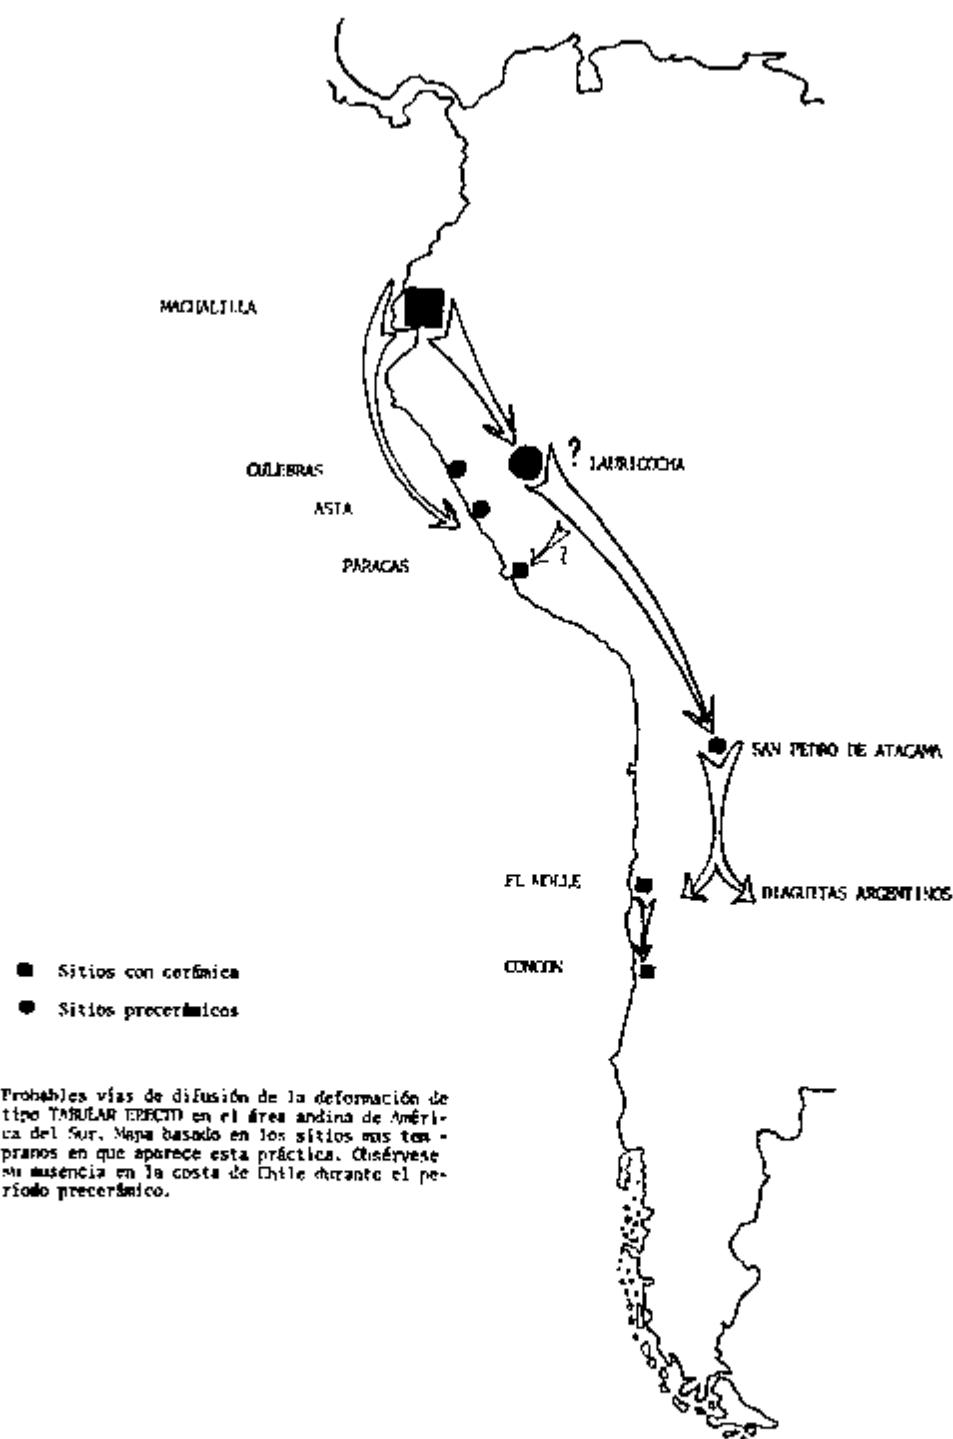 MACHALILLA
CULEBRAS
? LAURICOCHA
ASIA
PARACAS
?
SAN PEDRO DE ATACAMA
EL MOLLE
DIAGUITAS ARGENTINOS
CONCON
Sitios con cerámica
Sitios precerámicos
Probables vías de difusión de la deformación de
tipo TABULAR ERECTO en el área andina de Améri-
ca del Sur. Mapa basado en los sitios mas tem -
pranos en que aparece esta práctica. Obsérvese
su ausencia en la costa de Chile durante el pe-
ríodo precerámico.